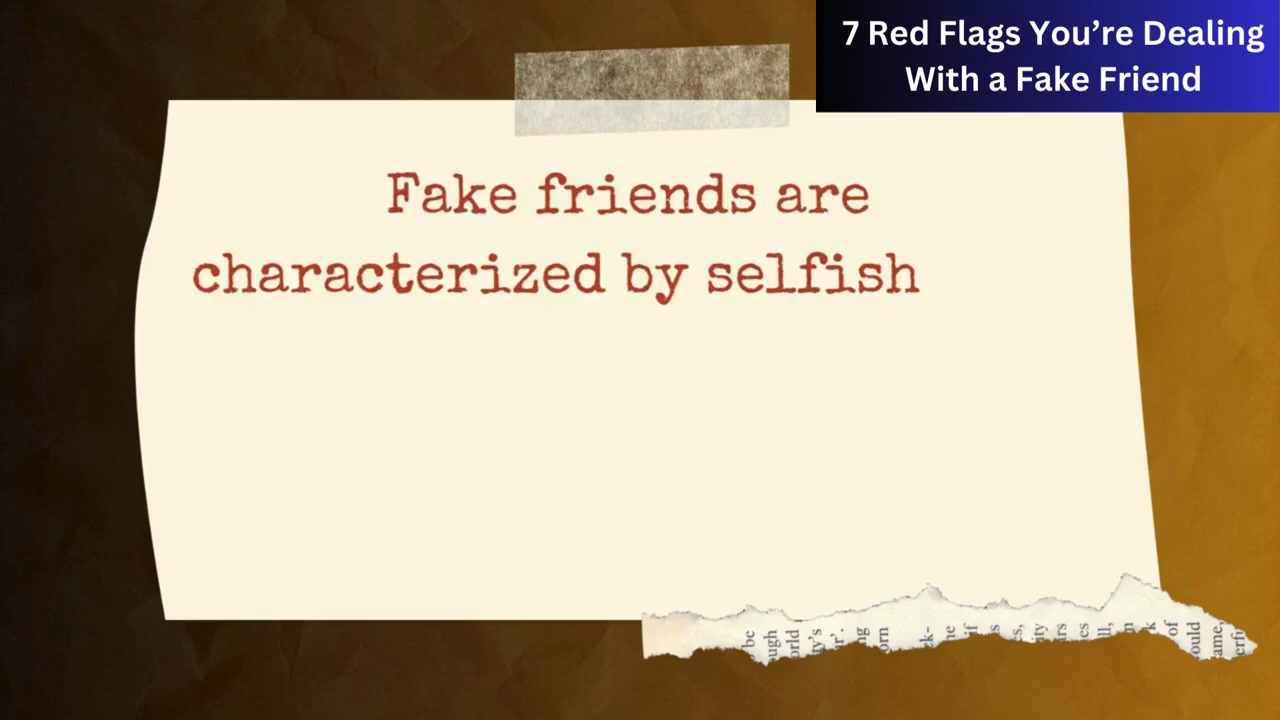 7 Red Flags You’re Dealing
With a Fake Friend
Fake friends are
characterized by selfish